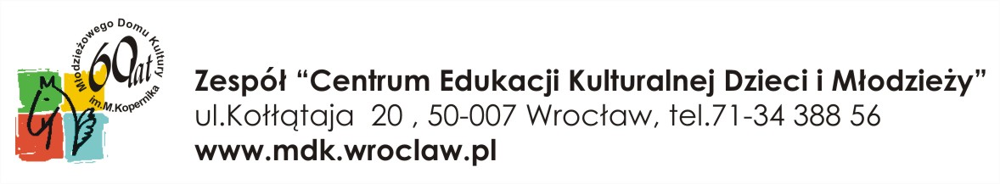 Młodzieżowego Domu Kultury
60 lat
im.M.Kopernika
Zespół “Centrum Edukacji Kulturalnej Dzieci i Młodzieży”
ul.Kołłątaja 20 , 50-007 Wrocław, tel.71-34 388 56
www.mdk.wroclaw.pl